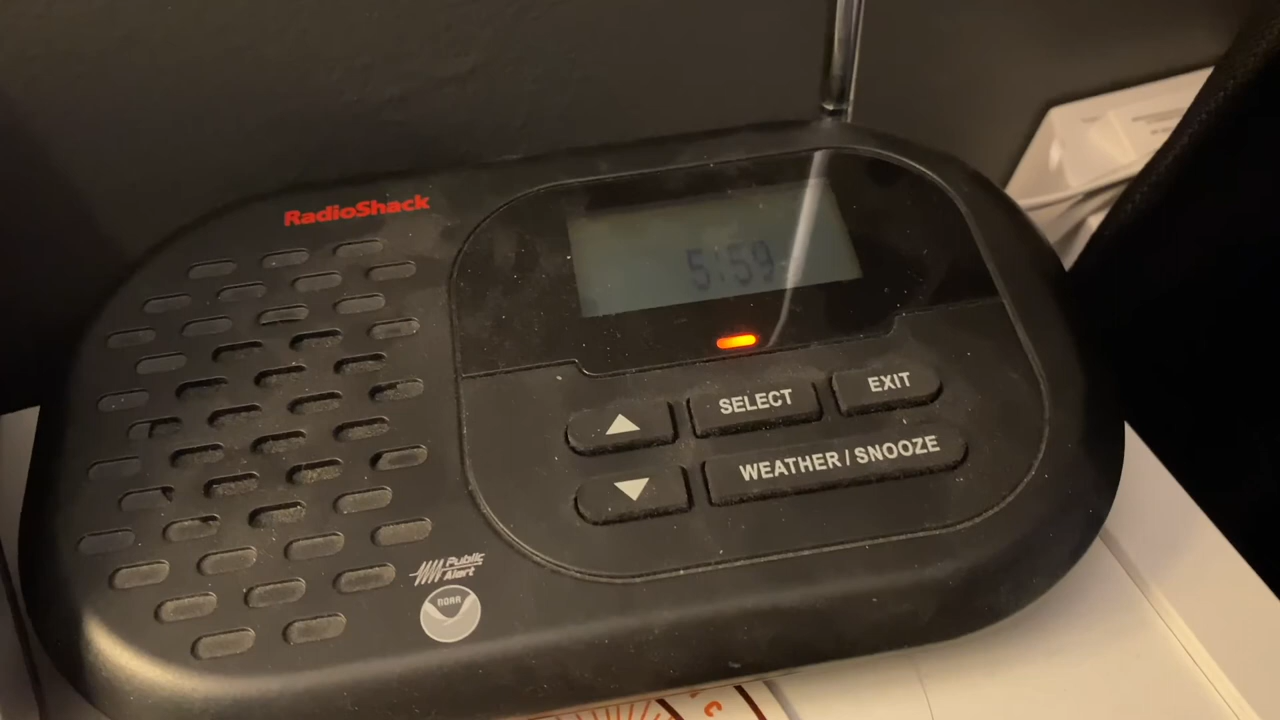 RadioShack
5:59
SELECT
EXIT
WEATHER / SNOOZE
Public
Alert
NOAA